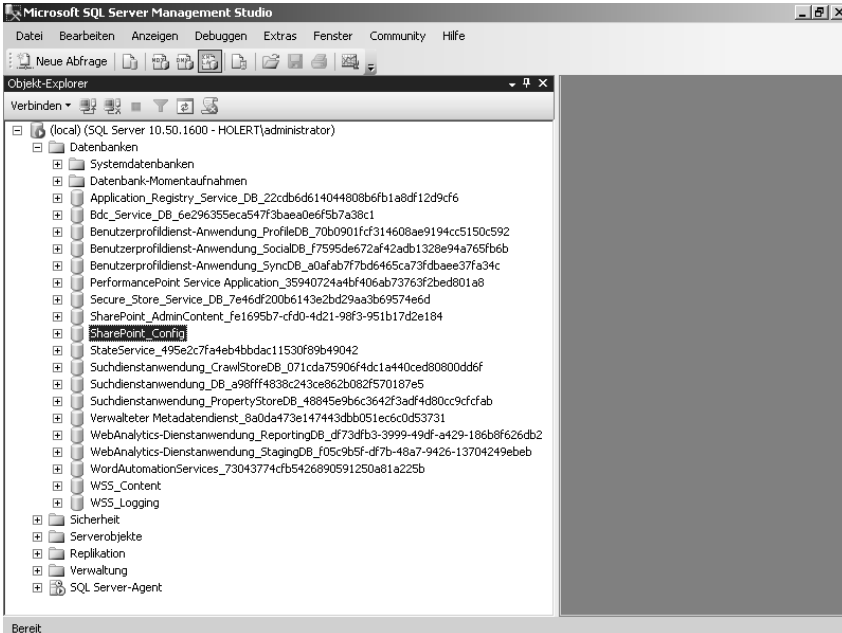 Microsoft SQL Server Management Studio
Datei Bearbeiten Anzeigen Debuggen Extras Fenster Community Hilfe
Neue Abfrage
Objekt-Explorer
Verbinden
(local) (SQL Server 10.50.1600 - HOLERT\administrator)
Datenbanken
Systemdatenbanken
Datenbank-Momentaufnahmen
Application_Registry_Service_DB_22cdb6d614044808b6fb1a8df12d9cf6
Bdc_Service_DB_6e296355eca547f3baea0e6f5b7a38c1
Benutzerprofildienst-Anwendung_ProfileDB_70b0901fcf314608ae9194cc5150c592
Benutzerprofildienst-Anwendung_SocialDB_f7595de672af42adb1328e94a765fb6b
Benutzerprofildienst-Anwendung_SyncDB_a0afab7f7bd6465ca73fdbaee37fa34c
PerformancePoint Service Application_35940724a4bf406ab73763f2bed801a8
Secure_Store_Service_DB_7e46df200b6143e2bd29aa3b69574e6d
SharePoint_AdminContent_fe1695b7-cfd0-4d21-98f3-951b17d2e184
SharePoint_Config
StateService_495e2c7fa4eb4bbdac11530f89b49042
Suchdienstanwendung_CrawlStoreDB_071cda75906f4dc1a440ced80800dd6f
Suchdienstanwendung_DB_a98fff4838c243ce862b082f570187e5
Suchdienstanwendung_PropertyStoreDB_48845e9b6c3642f3adf4d80cc9cfcfab
Verwalteter Metadatendienst_8a0da473e147443dbb051ec6c0d53731
WebAnalytics-Dienstanwendung_ReportingDB_df73dfb3-3999-49df-a429-186b8f626db2
WebAnalytics-Dienstanwendung_StagingDB_f05c9b5f-df7b-48a7-9426-13704249ebeb
WordAutomationServices_73043774cfb5426890591250a81a225b
WSS_Content
WSS_Logging
Sicherheit
Serverobjekte
Replikation
Verwaltung
SQL Server-Agent
Bereit